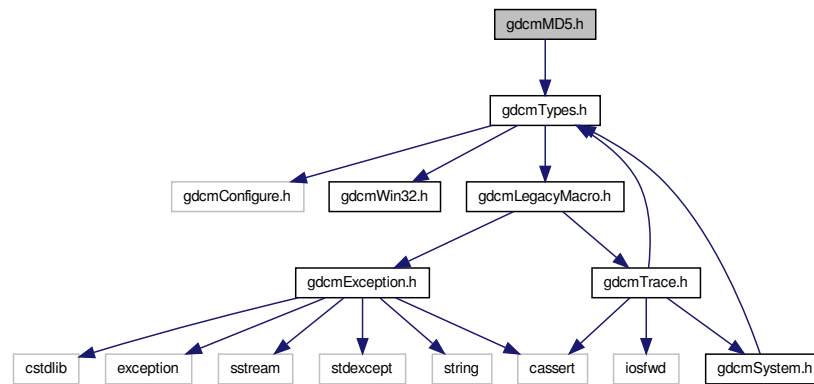 gdcmMD5.h
gdcmTypes.h
gdcmConfigure.h
gdcmWin32.h
gdcmLegacyMacro.h
gdcmException.h
gdcmTrace.h
cstdlib
exception
sstream
stdexcept
string
cassert
iosfwd
gdcmSystem.h